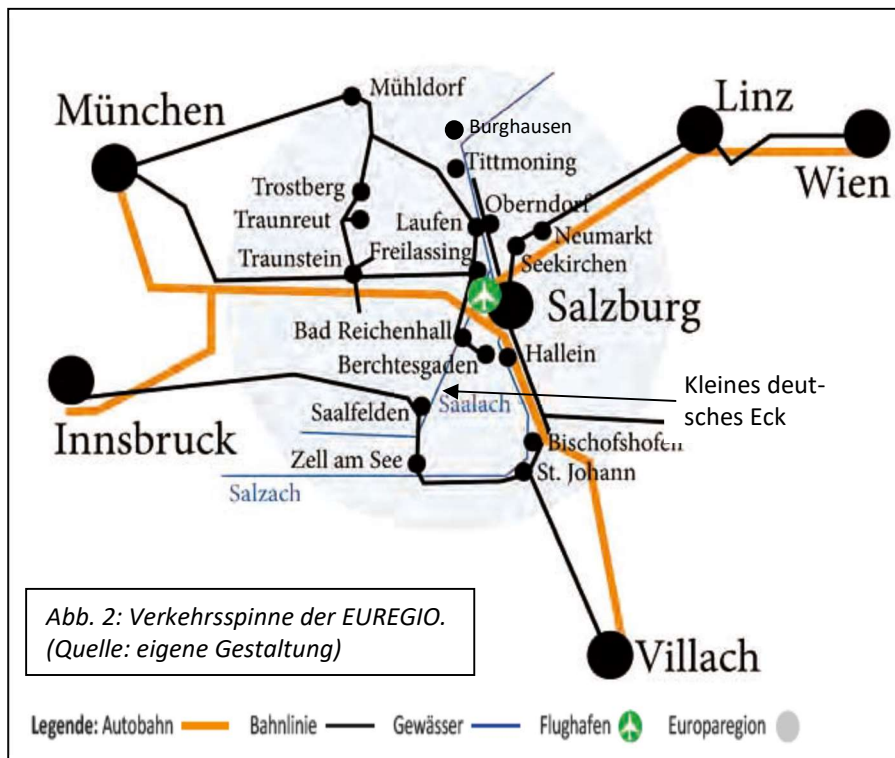 Mühldorf
München
Linz
Burghausen
Wien
Tittmoning
Trostberg
Oberndorf
Traunreut
Laufen
Neumarkt
Traunstein
Freilassing
Seekirchen
Salzburg
Bad Reichenhall
Hallein
Berchtesgaden
Kleines deut-
sches Eck
Saalfelden
Saalach
Innsbruck
Bischofshofen
Zell am See
St. Johann
Salzach
Abb. 2: Verkehrsspinne der EUREGIO.
(Quelle: eigene Gestaltung)
Villach
Legende: Autobahn Bahnlinie Gewässer Flughafen Europaregion